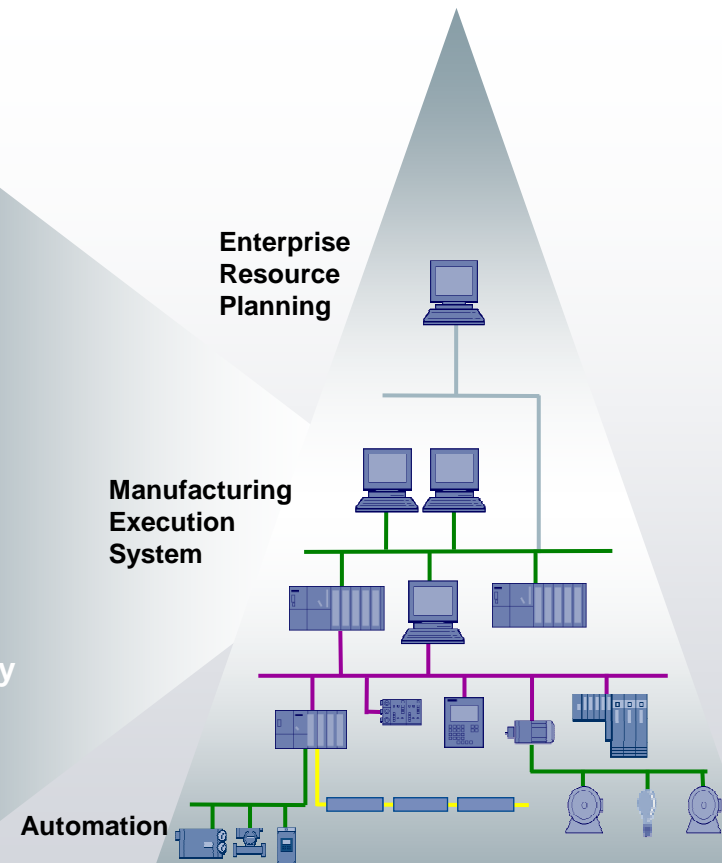 Enterprise
Resource
Planning
Manufacturing
Execution
System
y
Automation